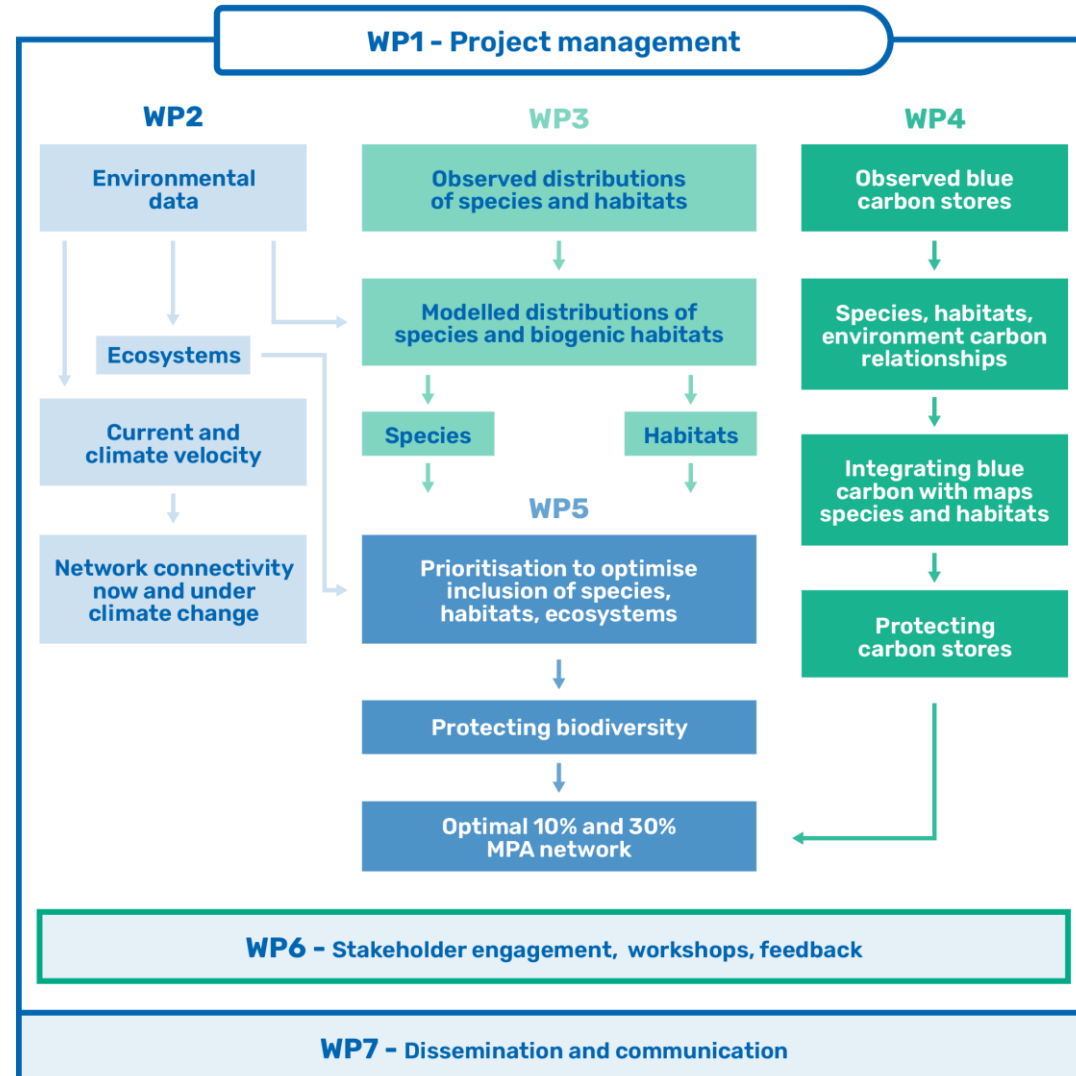 WP1 - Project management
WP2
Environmental
data
Ecosystems
Current and
climate velocity
Network connectivity
now and under
climate change
WP3
Observed distributions
of species and habitats
Modelled distributions of
species and biogenic habitats
Species
Habitats
WP5
Prioritisation to optimise
inclusion of species,
habitats, ecosystems
Protecting biodiversity
Optimal 10% and 30%
MPA network
WP4
Observed blue
carbon stores
Species, habitats,
environment carbon
relationships
Integrating blue
carbon with maps
species and habitats
Protecting
carbon stores
WP6 - Stakeholder engagement, workshops, feedback
WP7 - Dissemination and communication